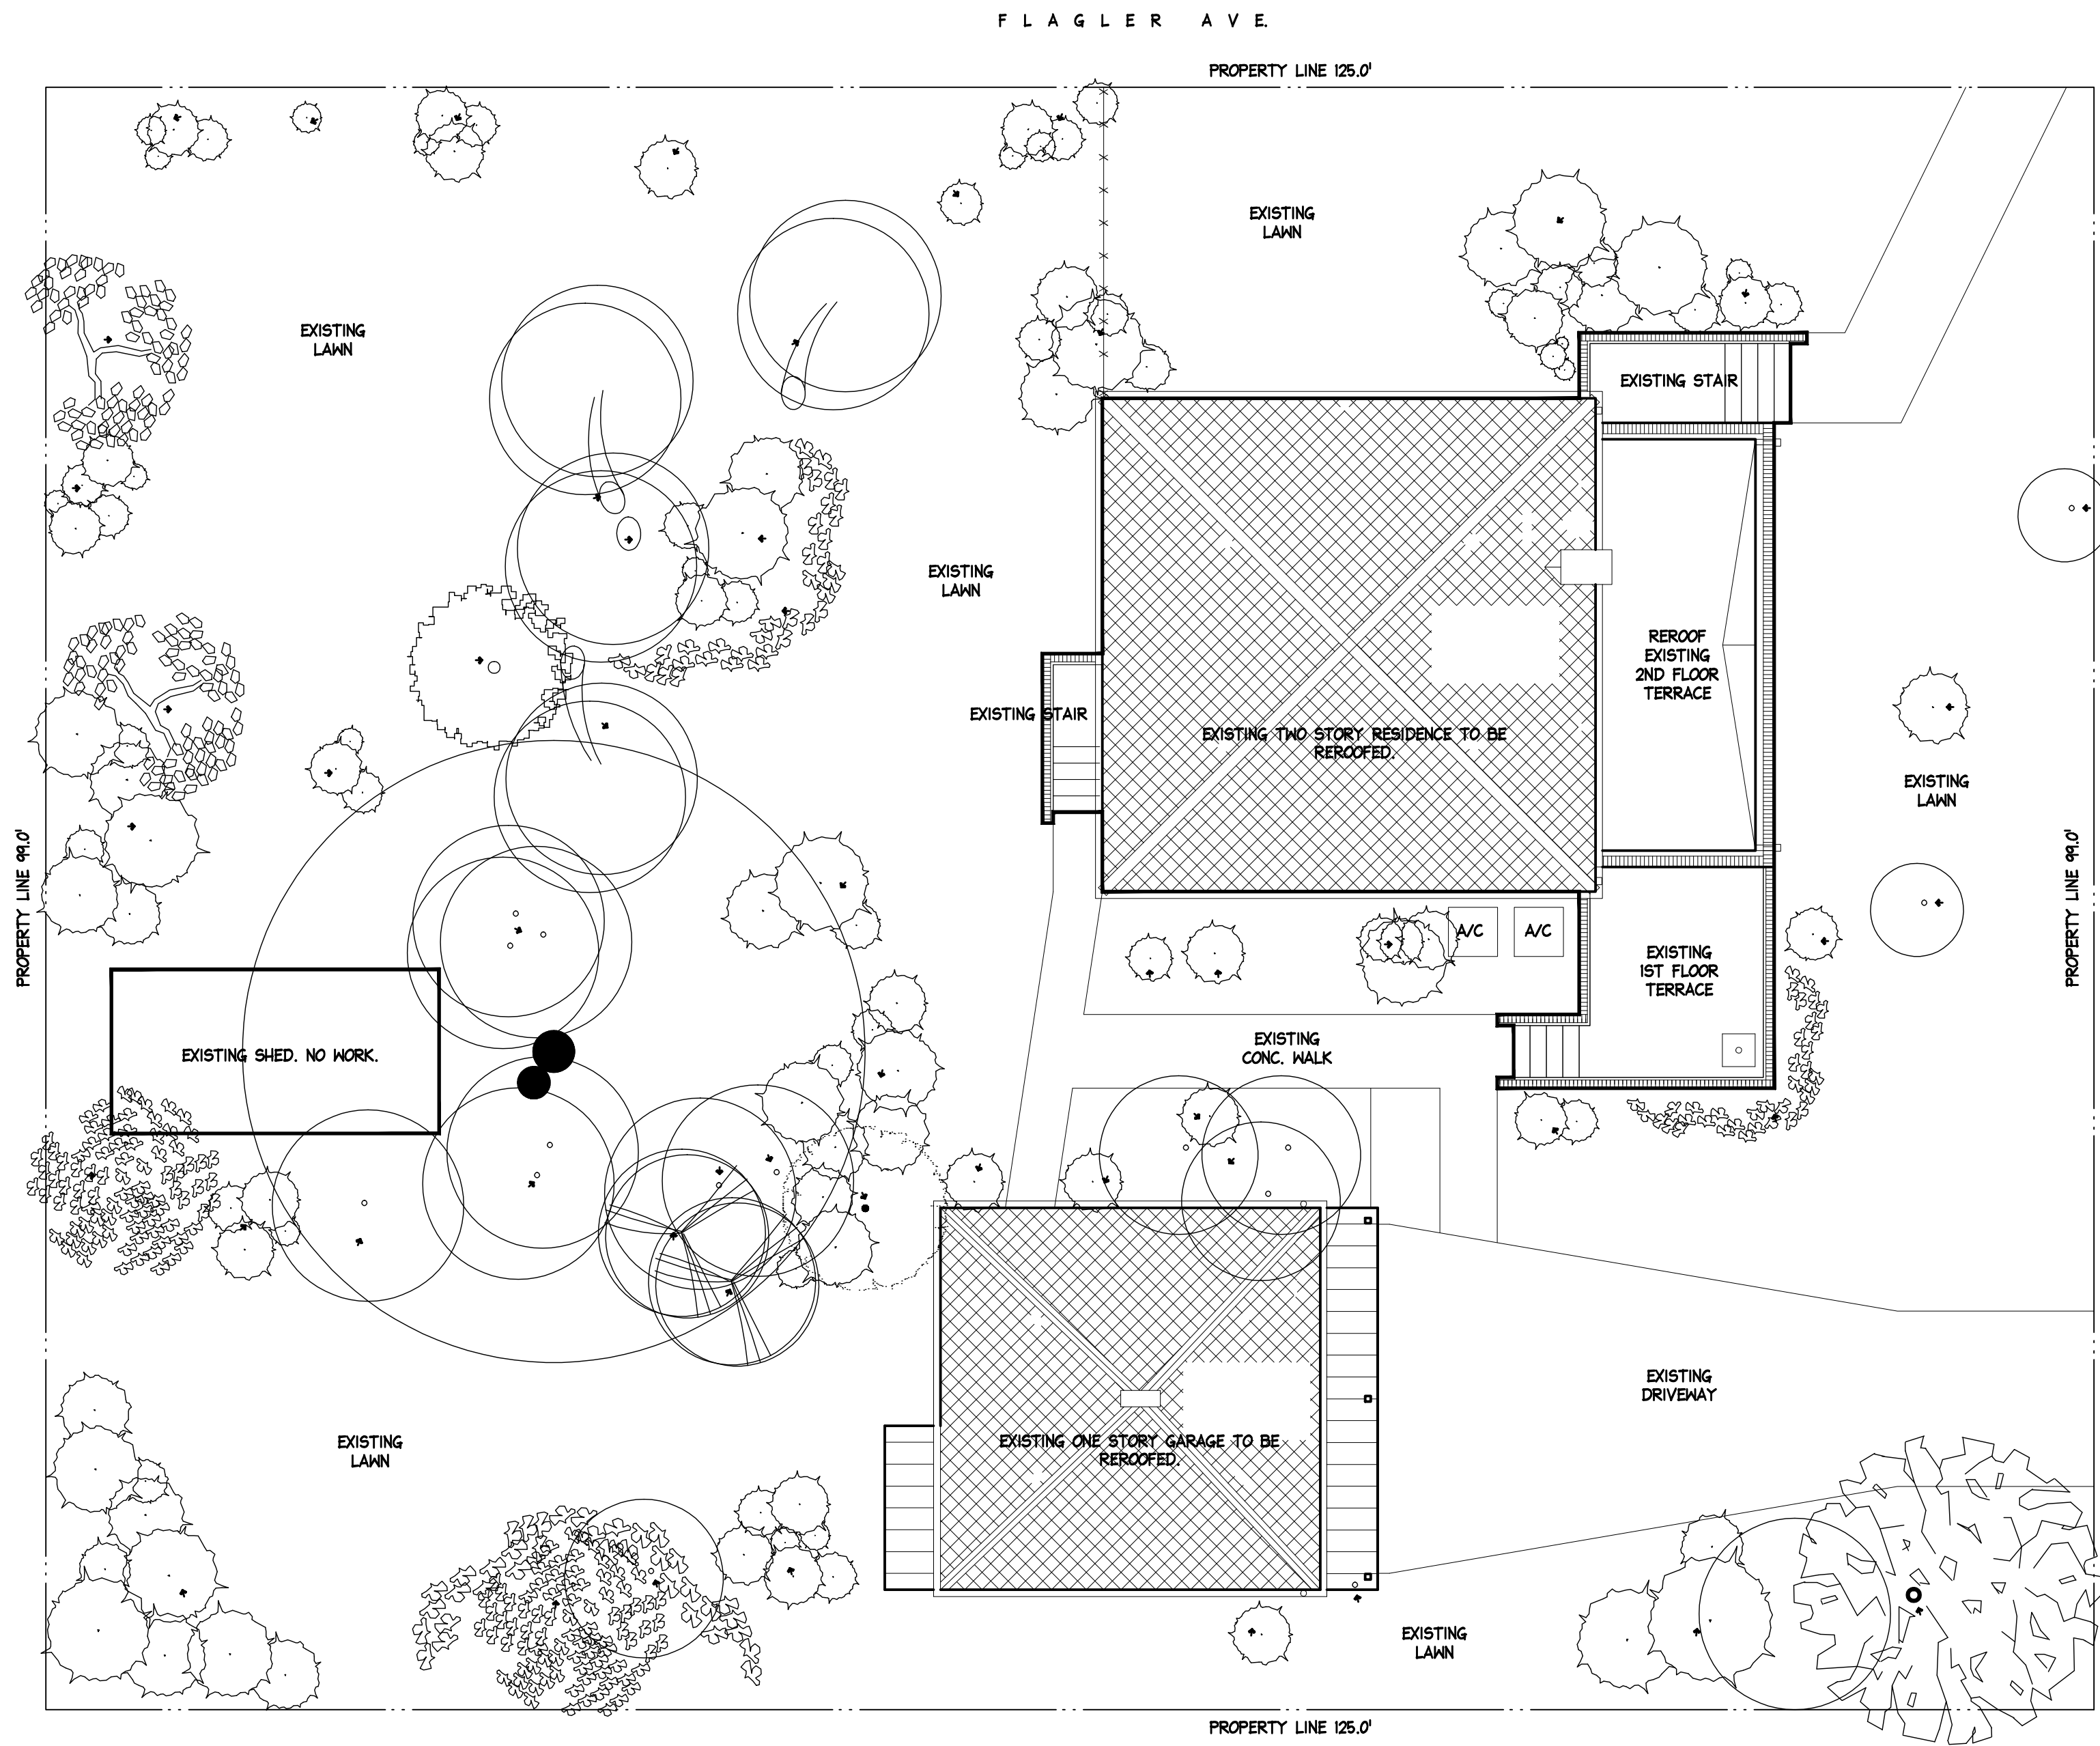 FLAGLER AVE.
PROPERTY LINE 125.0'
EXISTING
LAWN
EXISTING
LAWN
EXISTING STAIR
EXISTING
LAWN
REROOF
EXISTING
2ND FLOOR
TERRACE
EXISTING STAIR
EXISTING TWO STORY RESIDENCE TO BE
REROOFED.
EXISTING
LAWN
PROPERTY LINE 99.0'
PROPERTY LINE 99.0'
A/C
A/C
EXISTING
1ST FLOOR
TERRACE
EXISTING SHED. NO WORK.
EXISTING
CONC. WALK
EXISTING
DRIVEWAY
EXISTING
LAWN
EXISTING ONE STORY GARAGE TO BE
REROOFED.
EXISTING
LAWN
PROPERTY LINE 125.0'